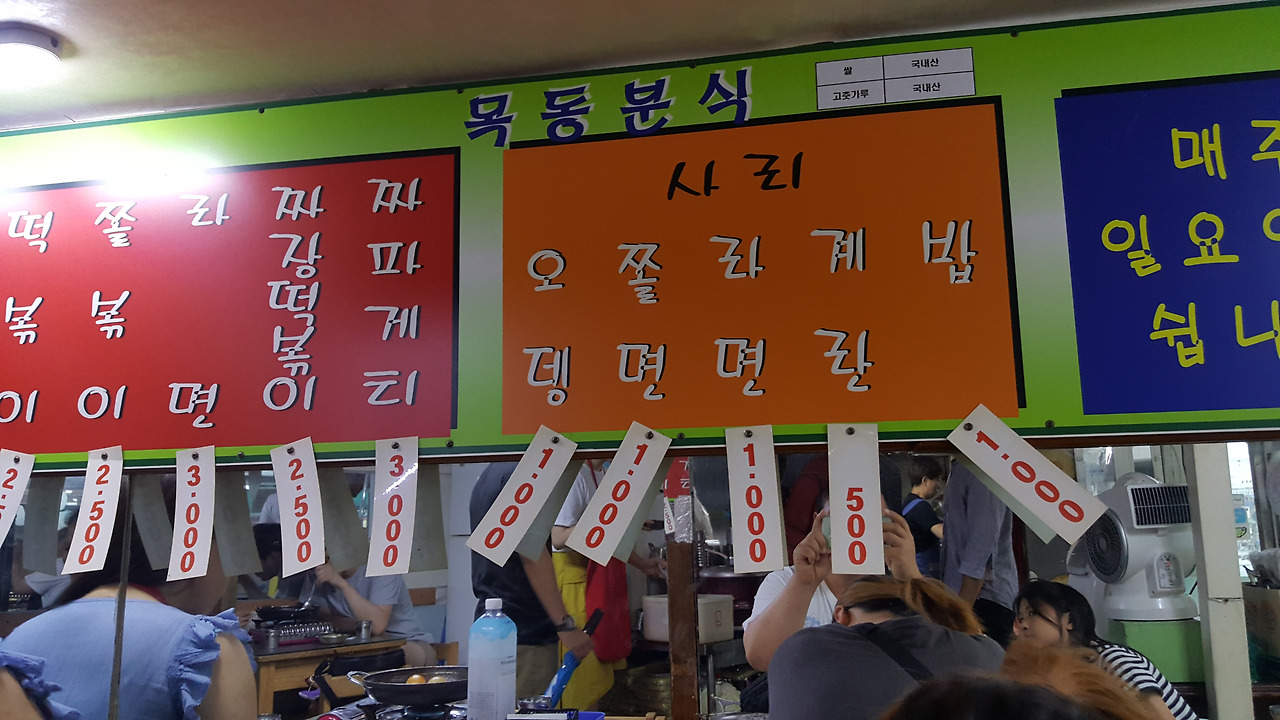 목동분식
쌀 국내산
고춧가루 국내산
떡볶이
쫄볶이
라면
짜장떡볶이
짜파게티
2.500
3.000
2.500
3.000
사리
오뎅
쫄면
라면
계란
밥
1.000
1.000
1.000
500
1.000
매주
일요
쉽니